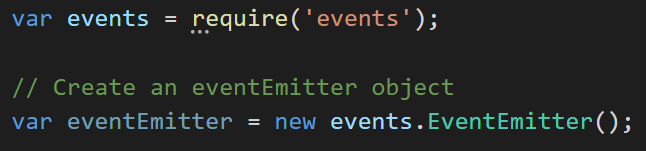 var events = require('events');
// Create an eventEmitter object
var eventEmitter = new events.EventEmitter();